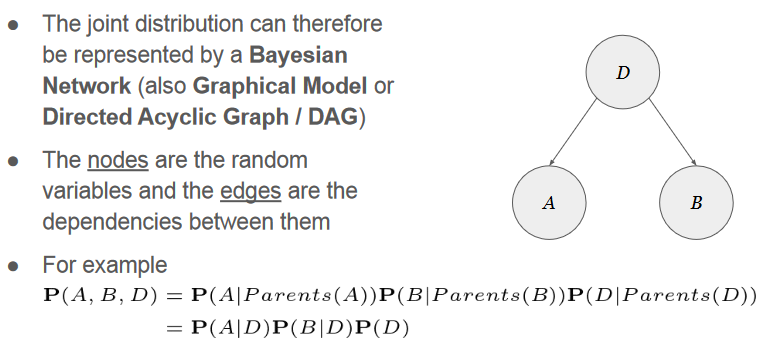 ● The joint distribution can therefore
be represented by a Bayesian
Network (also Graphical Model or
Directed Acyclic Graph / DAG)
● The nodes are the random
variables and the edges are the
dependencies between them
● For example
P(A, B, D) = P(A|Parents(A))P(B|Parents(B))P(D|Parents(D))
= P(A|D)P(B|D)P(D)
D
A
B